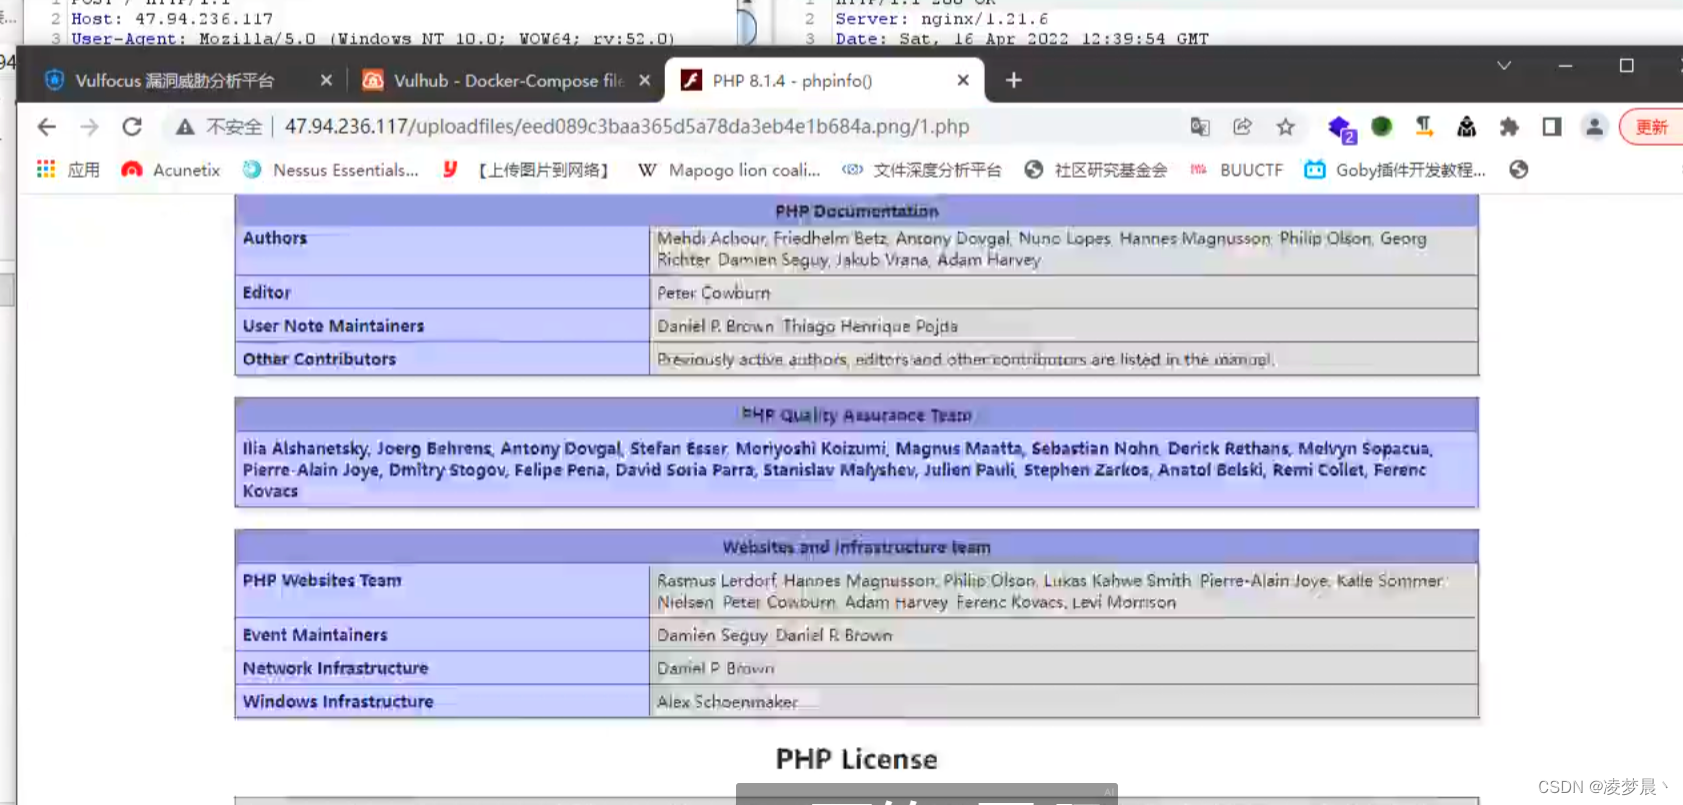 1 POST / HTTP/1.1
2 Host: 47.94.236.117
3 User-Agent: Mozilla/5.0 (Windows NT 10.0; WOW64; rv:52.0)
2 Server: nginx/1.21.6
3 Date: Sat, 16 Apr 2022 12:39:54 GMT
Vulfocus 漏洞威胁分析平台
Vulhub - Docker-Compose file
PHP 8.1.4 - phpinfo()
不安全 47.94.236.117/uploadfiles/eed089c3baa365d5a78da3eb4e1b684a.png/1.php
2
更新
应用 Acunetix Nessus Essentials... 【上传图片到网络】 Mapogo lion coali... 文件深度分析平台 社区研究基金会 BUUCTF Goby插件开发教程...
PHP Documentation
Authors Mehdi Achour, Friedhelm Betz, Antony Dovgal, Nuno Lopes, Hannes Magnusson, Philip Olson, Georg
Richter, Damien Seguy, Jakub Vrana, Adam Harvey
Editor Peter Cowburn
User Note Maintainers Daniel P. Brown, Thiago Henrique Pojda
Other Contributors Previously active authors, editors and other contributors are listed in the manual.
PHP Quality Assurance Team
Ilia Alshanetsky, Joerg Behrens, Antony Dovgal, Stefan Esser, Moriyoshi Koizumi, Magnus Maatta, Sebastian Nohn, Derick Rethans, Melvyn Sopacua,
Pierre-Alain Joye, Dmitry Stogov, Felipe Pena, David Soria Parra, Stanislav Malyshev, Julien Pauli, Stephen Zarkos, Anatol Belski, Remi Collet, Ferenc
Kovacs
Websites and Infrastructure team
PHP Websites Team Rasmus Lerdorf, Hannes Magnusson, Philip Olson, Lukas Kahwe Smith, Pierre-Alain Joye, Kalle Sommer
Nielsen, Peter Cowburn, Adam Harvey, Ferenc Kovacs, Levi Morrison
Event Maintainers Damien Seguy, Daniel P. Brown
Network Infrastructure Daniel P. Brown
Windows Infrastructure Alex Schoenmaker
PHP License
CSDN @凌梦晨丶